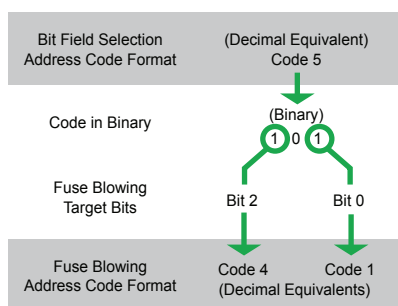 Bit Field Selection
Address Code Format
(Decimal Equivalent)
Code 5
Code in Binary
(Binary)
1 0 1
Fuse Blowing
Target Bits
Bit 2
Bit 0
Fuse Blowing
Address Code Format
Code 4
Code 1
(Decimal Equivalents)